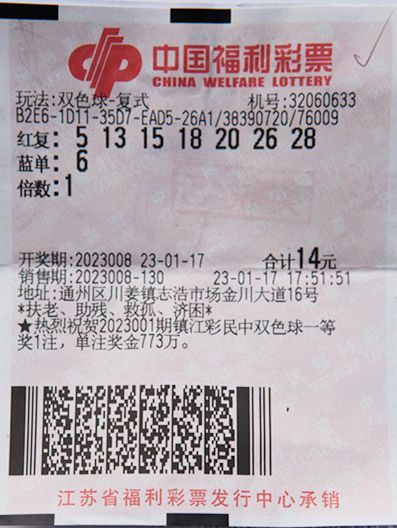 中国福利彩票
CHINA WELFARE LOTTERY
玩法:双色球-复式 机号:32060633
B2E6-1D11-35D7-EAD5-26A1/38390720/76009
红复: 5 13 15 18 20 26 28
蓝单: 6
倍数:1
开奖期:2023008 23-01-17 合计14元
销售期:2023008-130 23-01-17 17:51:51
地址:通州区川姜镇志浩市场金川大道16号
*扶老、助残、救孤、济困*
★热烈祝贺2023001期镇江彩民中双色球一等
奖1注，单注奖金773万。
江苏省福利彩票发行中心承销